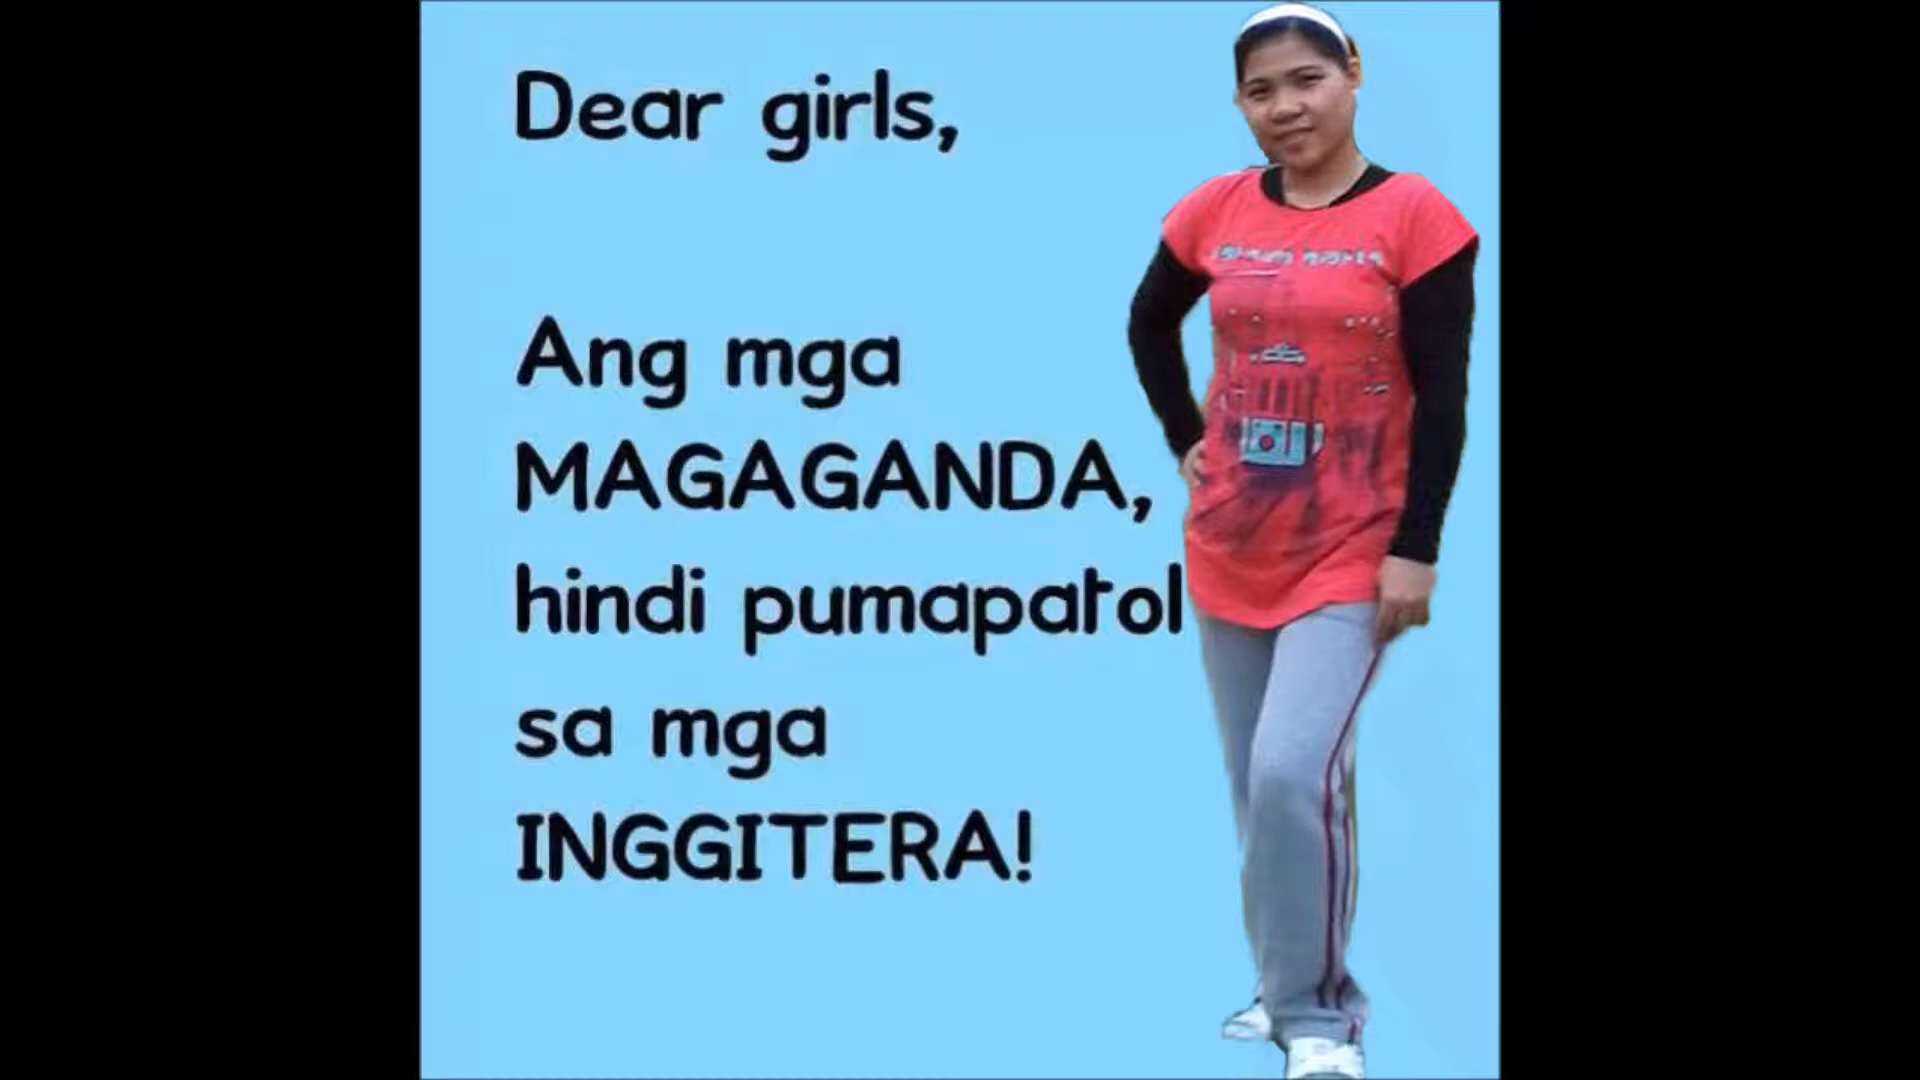 Dear girls,
Ang mga
MAGAGANDA,
hindi pumapatol
sa mga
INGGITERA!